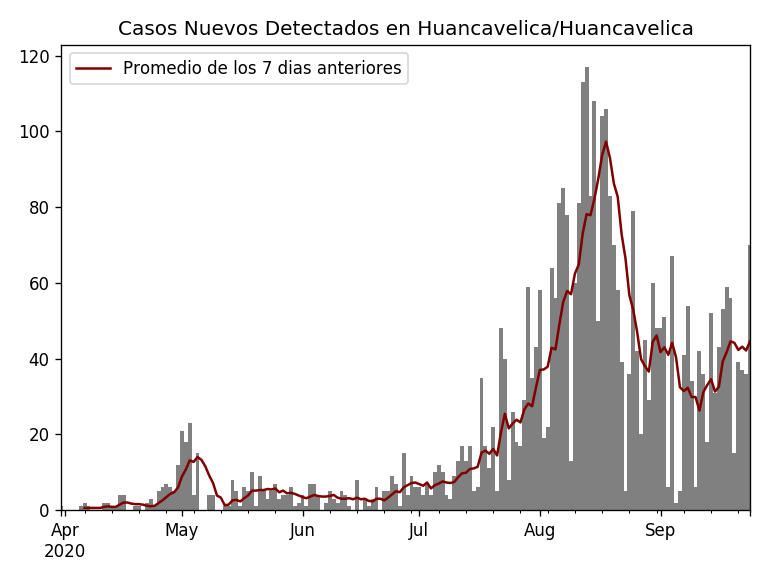 Casos Nuevos Detectados en Huancavelica/Huancavelica
Promedio de los 7 dias anteriores
120
100
80
60
40
20
0
Apr May Jun Jul Aug Sep
2020